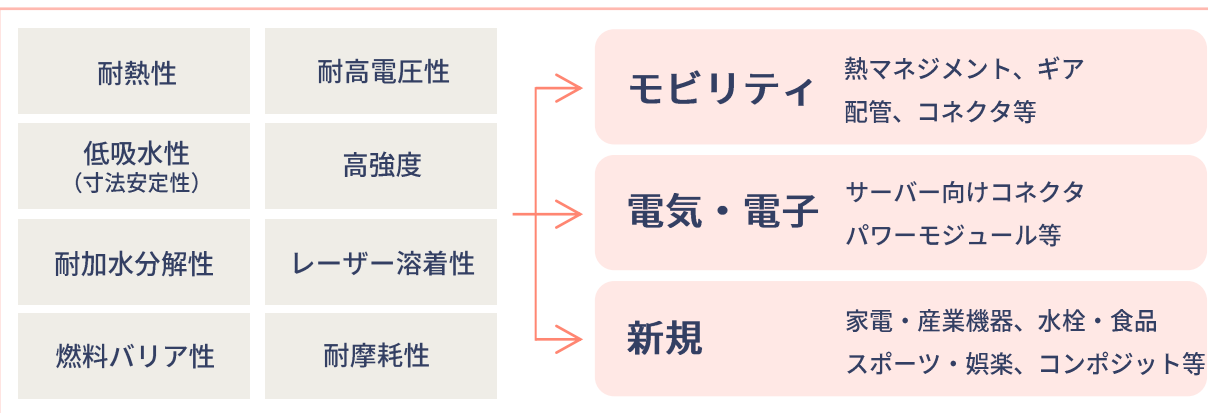 耐熱性
耐高電圧性
低吸水性
（寸法安定性）
高強度
耐加水分解性
レーザー溶着性
燃料バリア性
耐摩耗性
モビリティ
熱マネジメント、ギア
配管、コネクタ等
電気・電子
サーバー向けコネクタ
パワーモジュール等
新規
家電・産業機器、水栓・食品
スポーツ・娯楽、コンポジット等